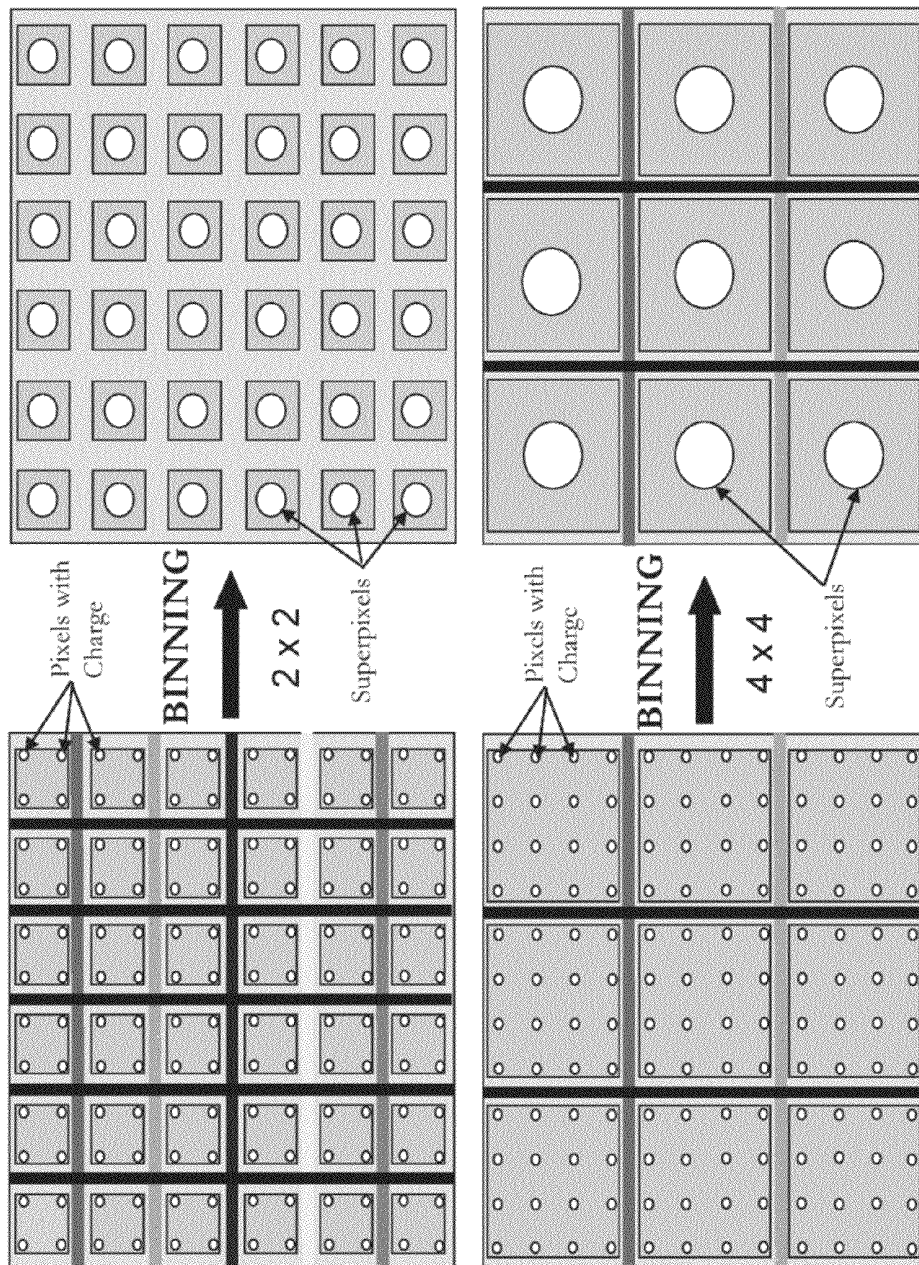 Pixels with
Charge
BINNING
2 x 2
Superpixels
Pixels with
Charge
BINNING
4 x 4
Superpixels